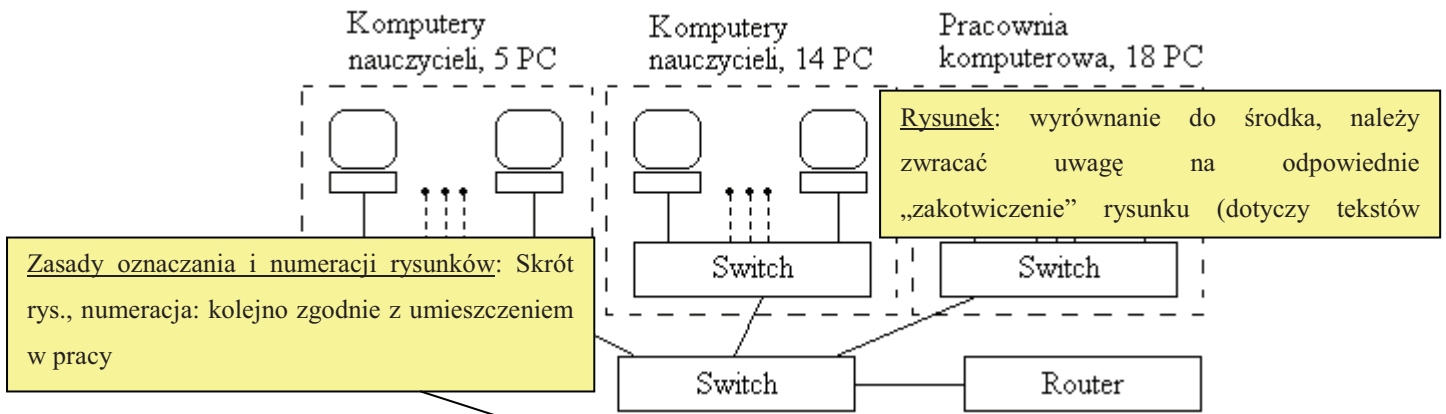 Komputery
nauczycieli, 5 PC
Komputery
nauczycieli, 14 PC
Pracownia
komputerowa, 18 PC
Rysunek: wyrównanie do środka, należy
zwracać uwagę na odpowiednie
„zakotwiczenie” rysunku (dotyczy tekstów
Zasady oznaczania i numeracji rysunków: Skrót
rys., numeracja: kolejno zgodnie z umieszczeniem
w pracy
Switch
Switch
Switch
Router